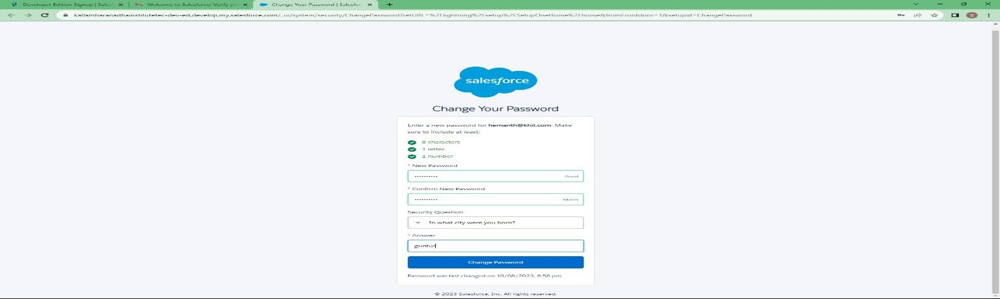 Developer Edition Signup | Sales
Welcome to Salesforce: Verify yo
Change Your Password | Salesfor
kallamharanadhainstitutetec-dev-ed.develop.my.salesforce.com/_ui/system/security/ChangePassword?retURL=%2Flightning%2Fsetup%2FSetupOneHome%2Fhome&fromFrontdoor=1&setupid=ChangePassword
S
salesforce
Change Your Password
Enter a new password for hemanth@khit.com. Make
sure to include at least:
8 characters
1 letter
1 number
* New Password
•••••••••• Good
* Confirm New Password
•••••••••• Match
Security Question
In what city were you born?
* Answer
guntur
Change Password
Password was last changed on 18/08/2023, 8:58 pm.
© 2023 Salesforce, Inc. All rights reserved.